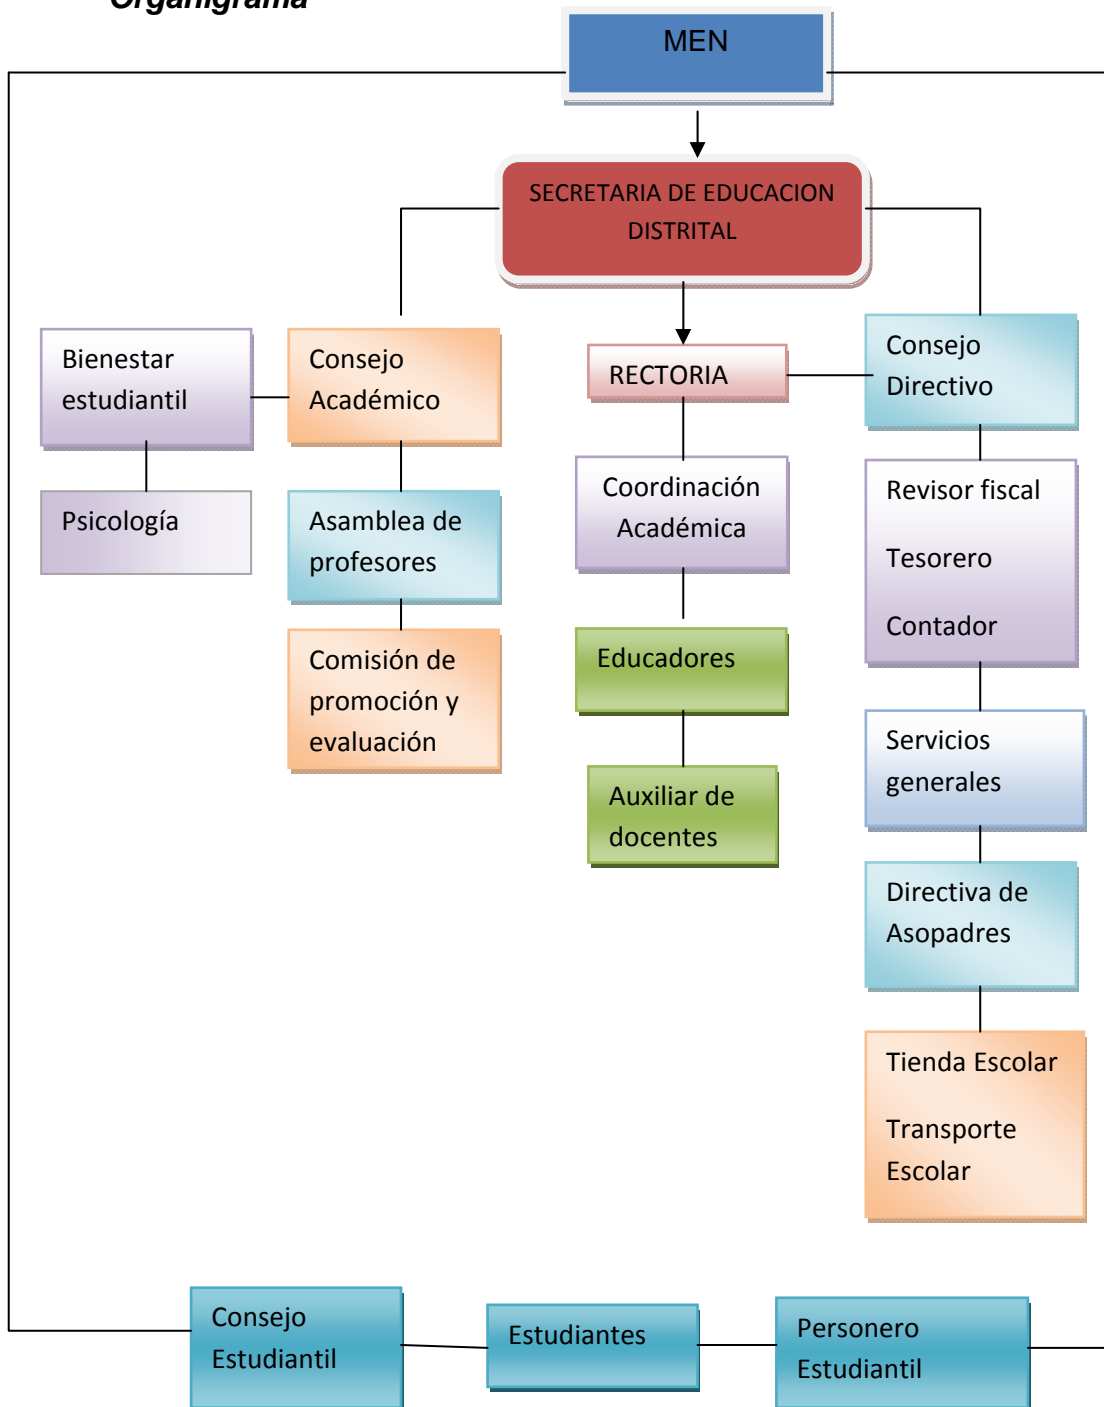 Organigrama
MEN
SECRETARIA DE EDUCACION
DISTRITAL
Bienestar
estudiantil
Consejo
Académico
RECTORIA
Consejo
Directivo
Psicología
Asamblea de
profesores
Coordinación
Académica
Revisor fiscal
Tesorero
Contador
Comisión de
promoción y
evaluación
Educadores
Servicios
generales
Auxiliar de
docentes
Directiva de
Asopadres
Tienda Escolar
Transporte
Escolar
Consejo
Estudiantil
Estudiantes
Personero
Estudiantil